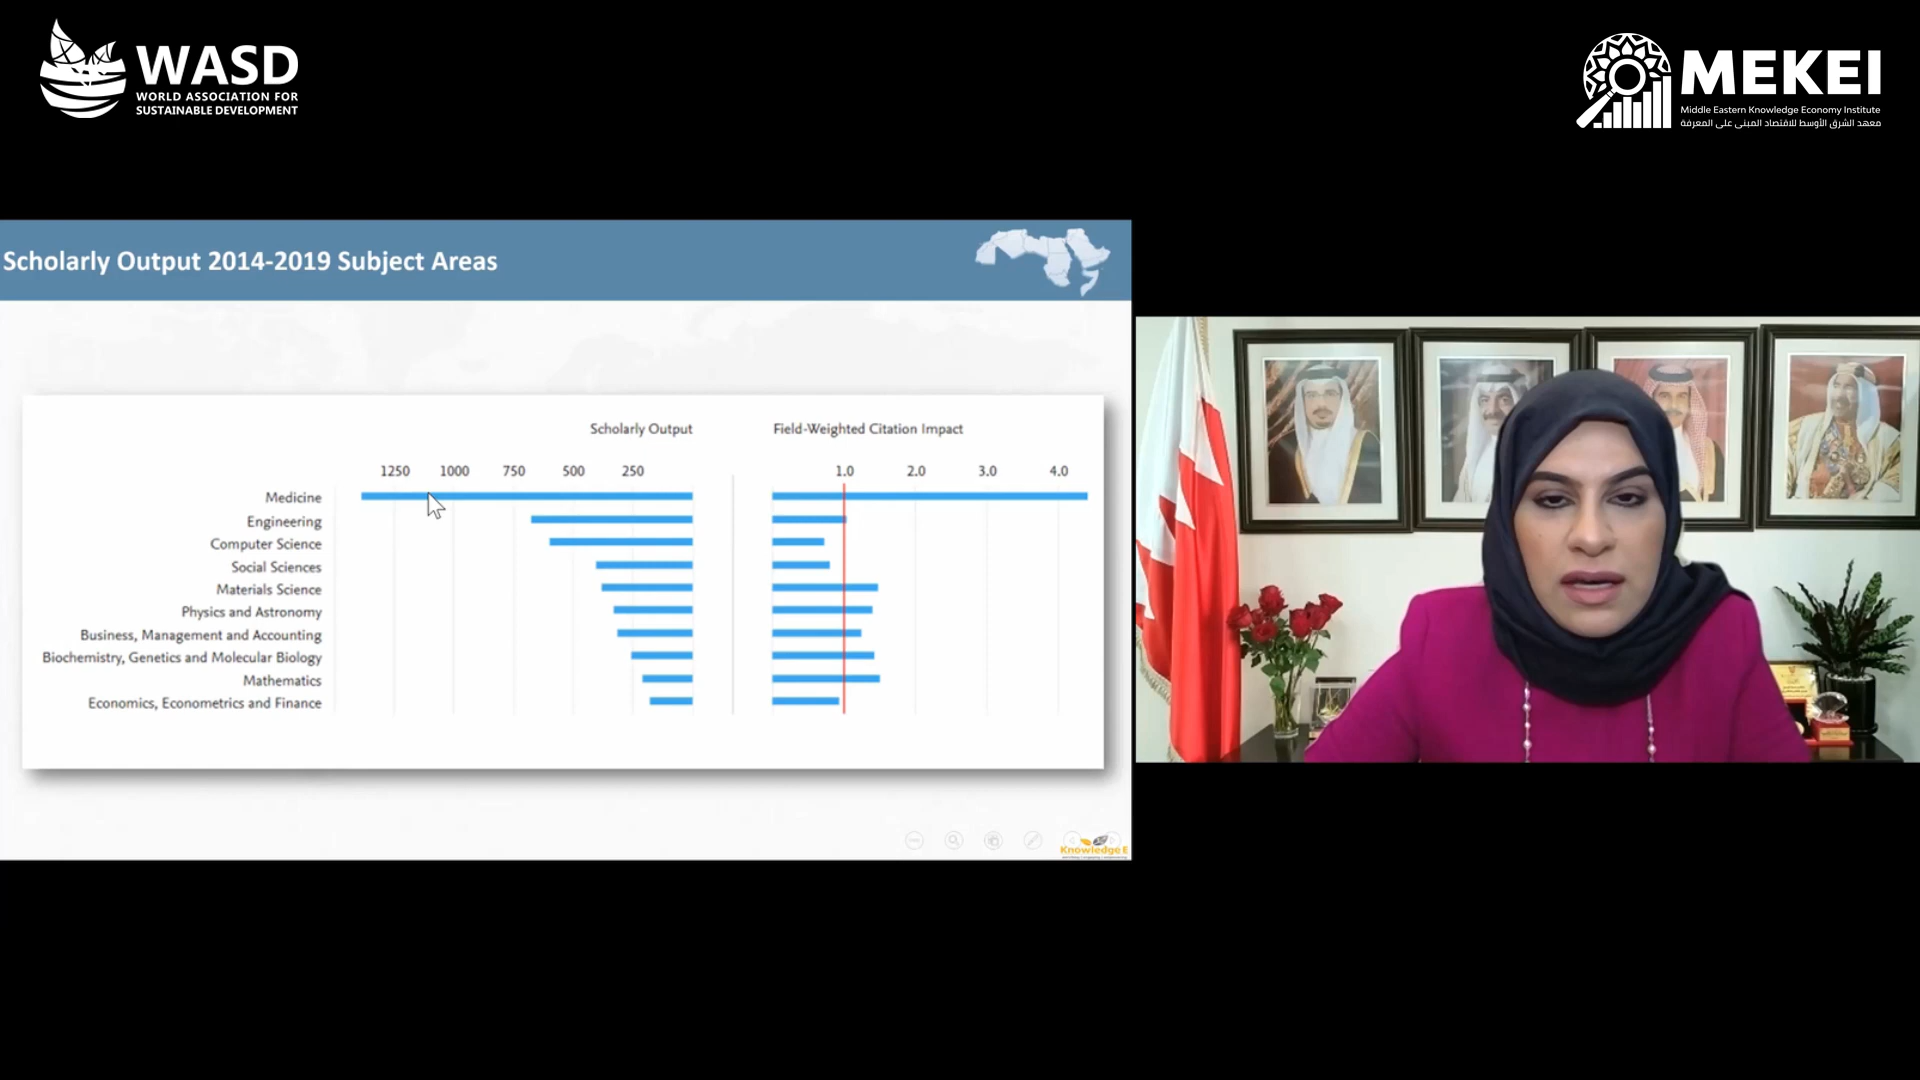 WASD
WORLD ASSOCIATION FOR
SUSTAINABLE DEVELOPMENT
MEKEI
Middle Eastern Knowledge Economy Institute
معهد الشرق الأوسط للاقتصاد المبني على المعرفة
Scholarly Output 2014-2019 Subject Areas
Scholarly Output
Field-Weighted Citation Impact
1250 1000 750 500 250 1.0 2.0 3.0 4.0
Medicine
Engineering
Computer Science
Social Sciences
Materials Science
Physics and Astronomy
Business, Management and Accounting
Biochemistry, Genetics and Molecular Biology
Mathematics
Economics, Econometrics and Finance
Knowledge E